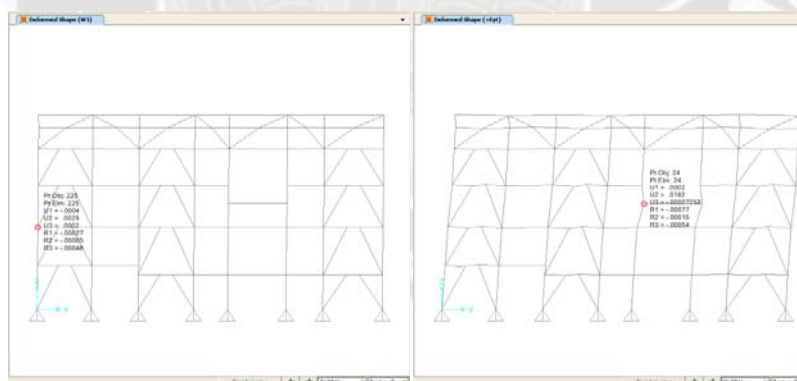 Deformed Shape (W1)
Pt Obj: 225
Pt Elm: 225
U1 = -.0004
U2 = .0029
U3 = .0002
R1 = -.00027
R2 = -.00085
R3 = -.00048
Deformed Shape (+Eyt)
Pt Obj: 24
Pt Elm: 24
U1 = .0002
U2 = .0182
U3 = -.00007252
R1 = -.00077
R2 = -.00016
R3 = -.00054